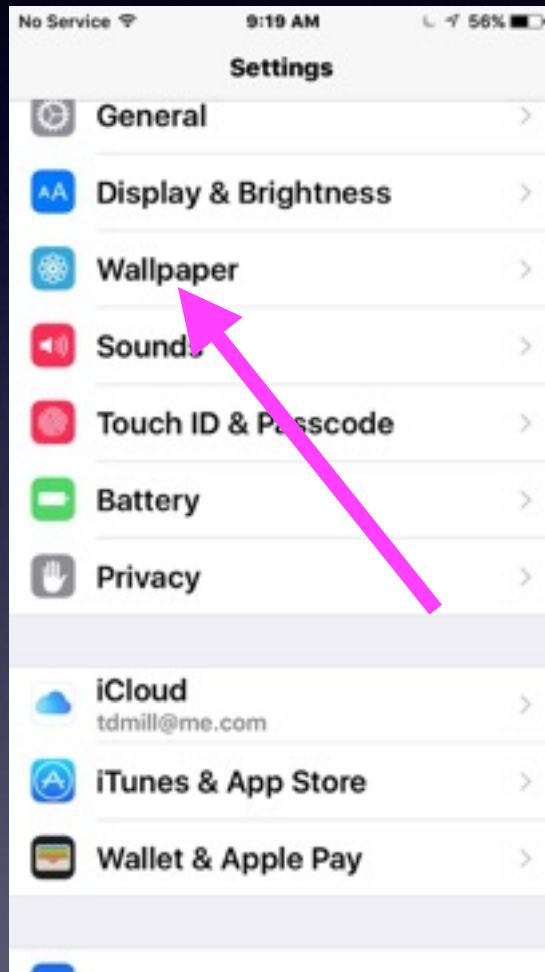 No Service 9:19 AM 56%
Settings
General
AA Display & Brightness
Wallpaper
Sounds
Touch ID & Passcode
Battery
Privacy
iCloud
tdmill@me.com
iTunes & App Store
Wallet & Apple Pay